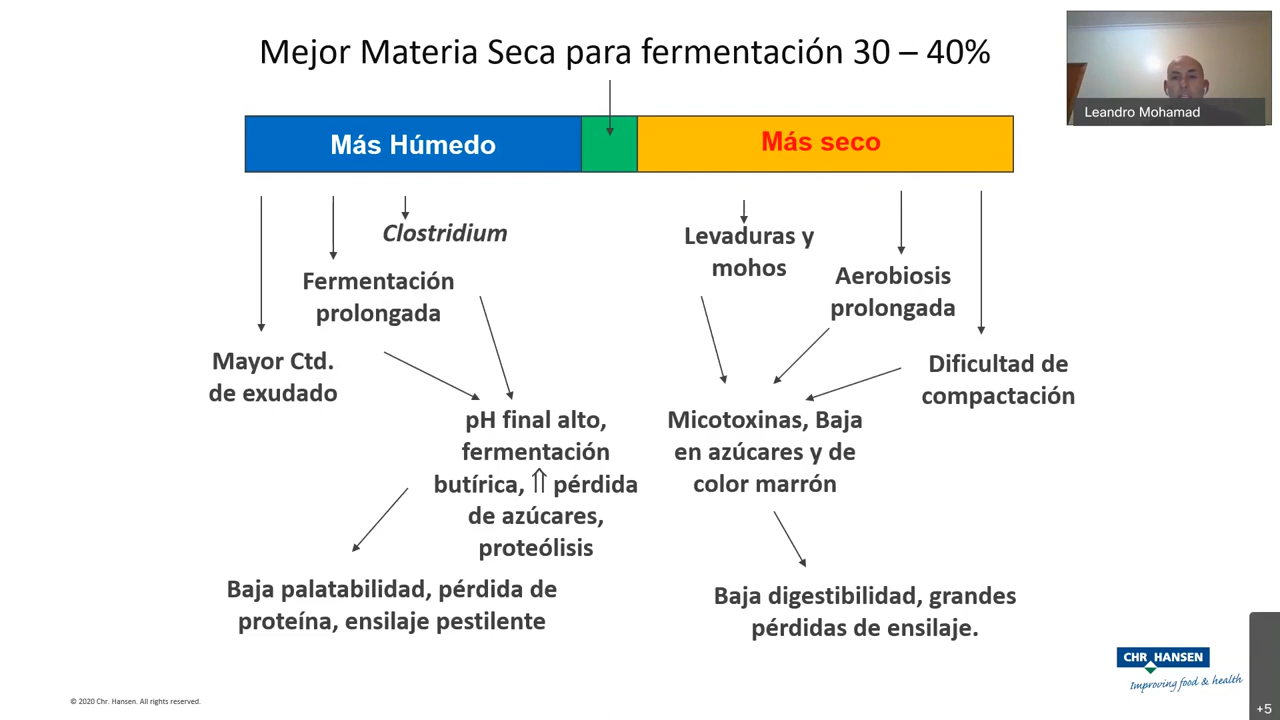 Mejor Materia Seca para fermentación 30 – 40%
Leandro Mohamad
Más Húmedo
Más seco
Clostridium
Levaduras y
mohos
Fermentación
prolongada
Aerobiosis
prolongada
Mayor Ctd.
de exudado
Dificultad de
compactación
pH final alto,
fermentación
butírica, ⇑ pérdida
de azúcares,
proteólisis
Micotoxinas, Baja
en azúcares y de
color marrón
Baja palatabilidad, pérdida de
proteína, ensilaje pestilente
Baja digestibilidad, grandes
pérdidas de ensilaje.
CHR HANSEN
Improving food & health
© 2020 Chr. Hansen. All rights reserved.
+5